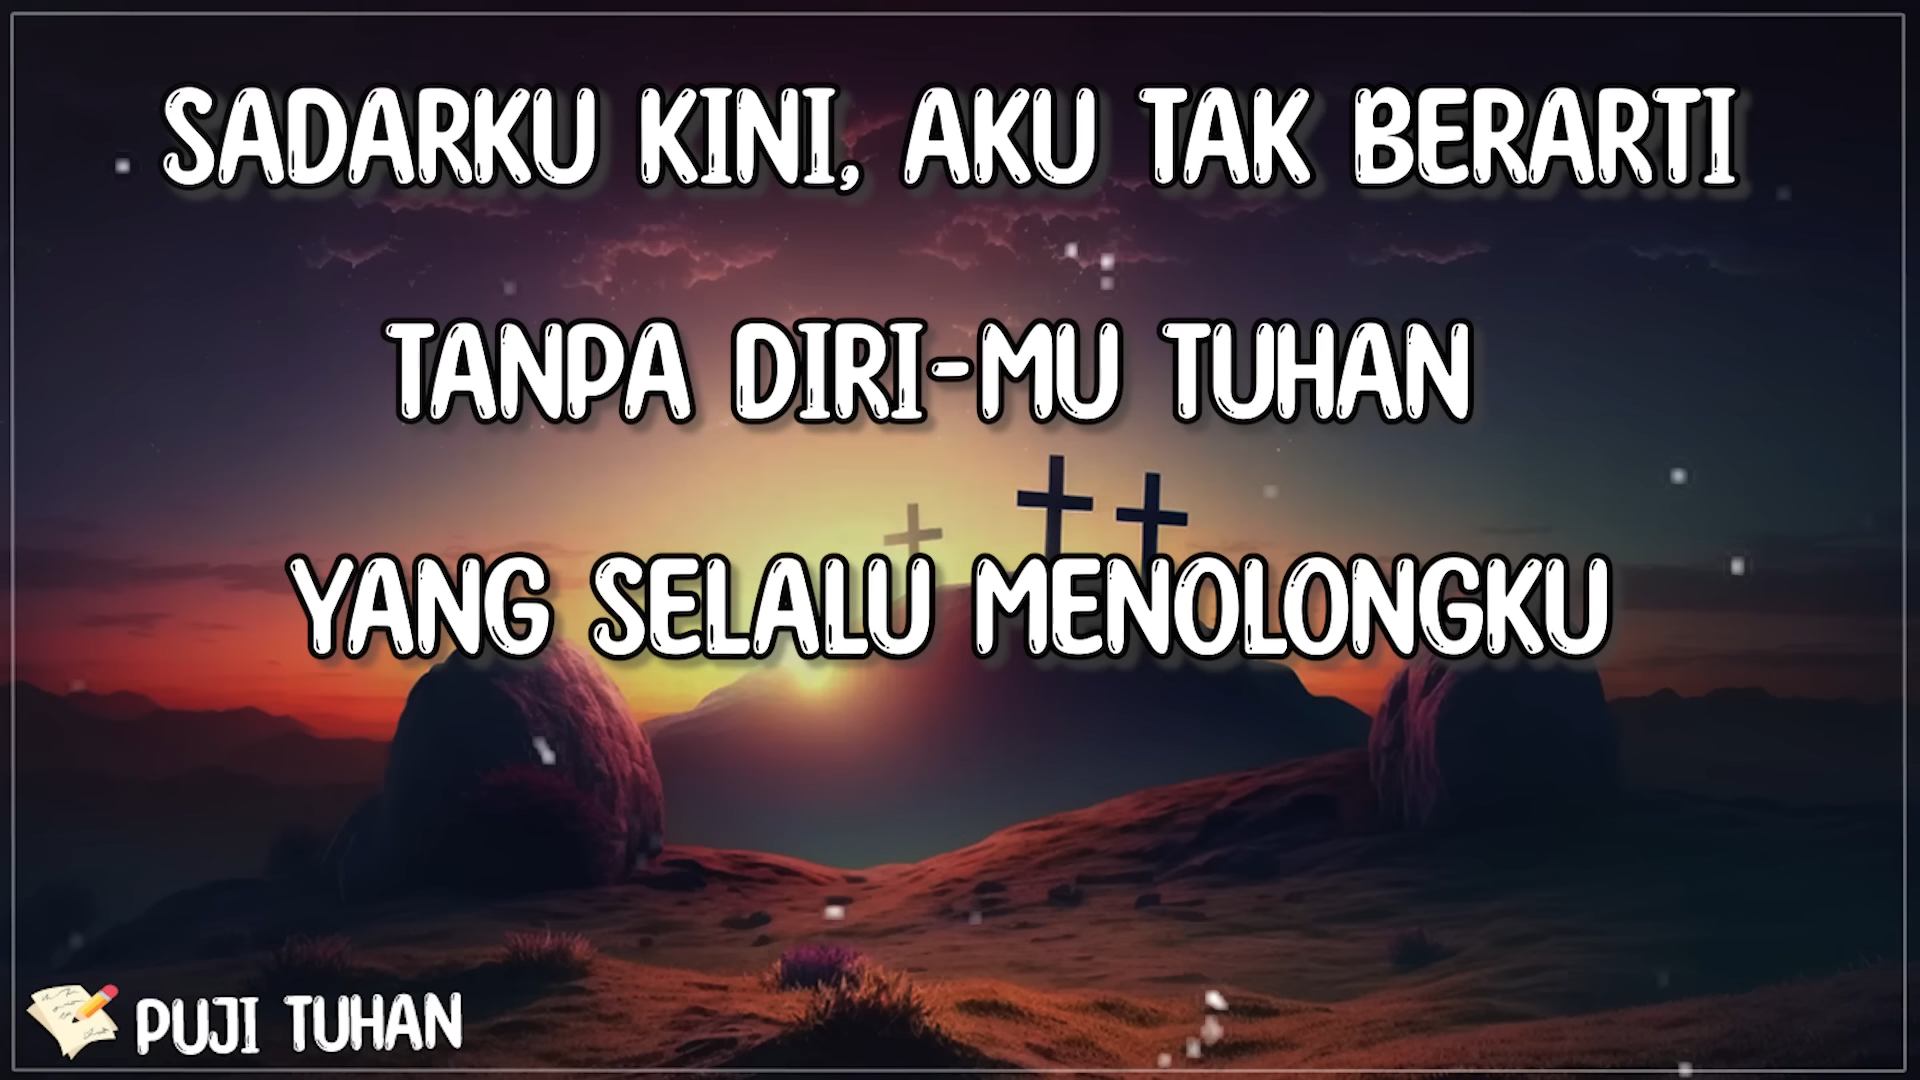 SADARKU KINI, AKU TAK BERARTI
TANPA DIRI-MU TUHAN
YANG SELALU MENOLONGKU
PUJI TUHAN